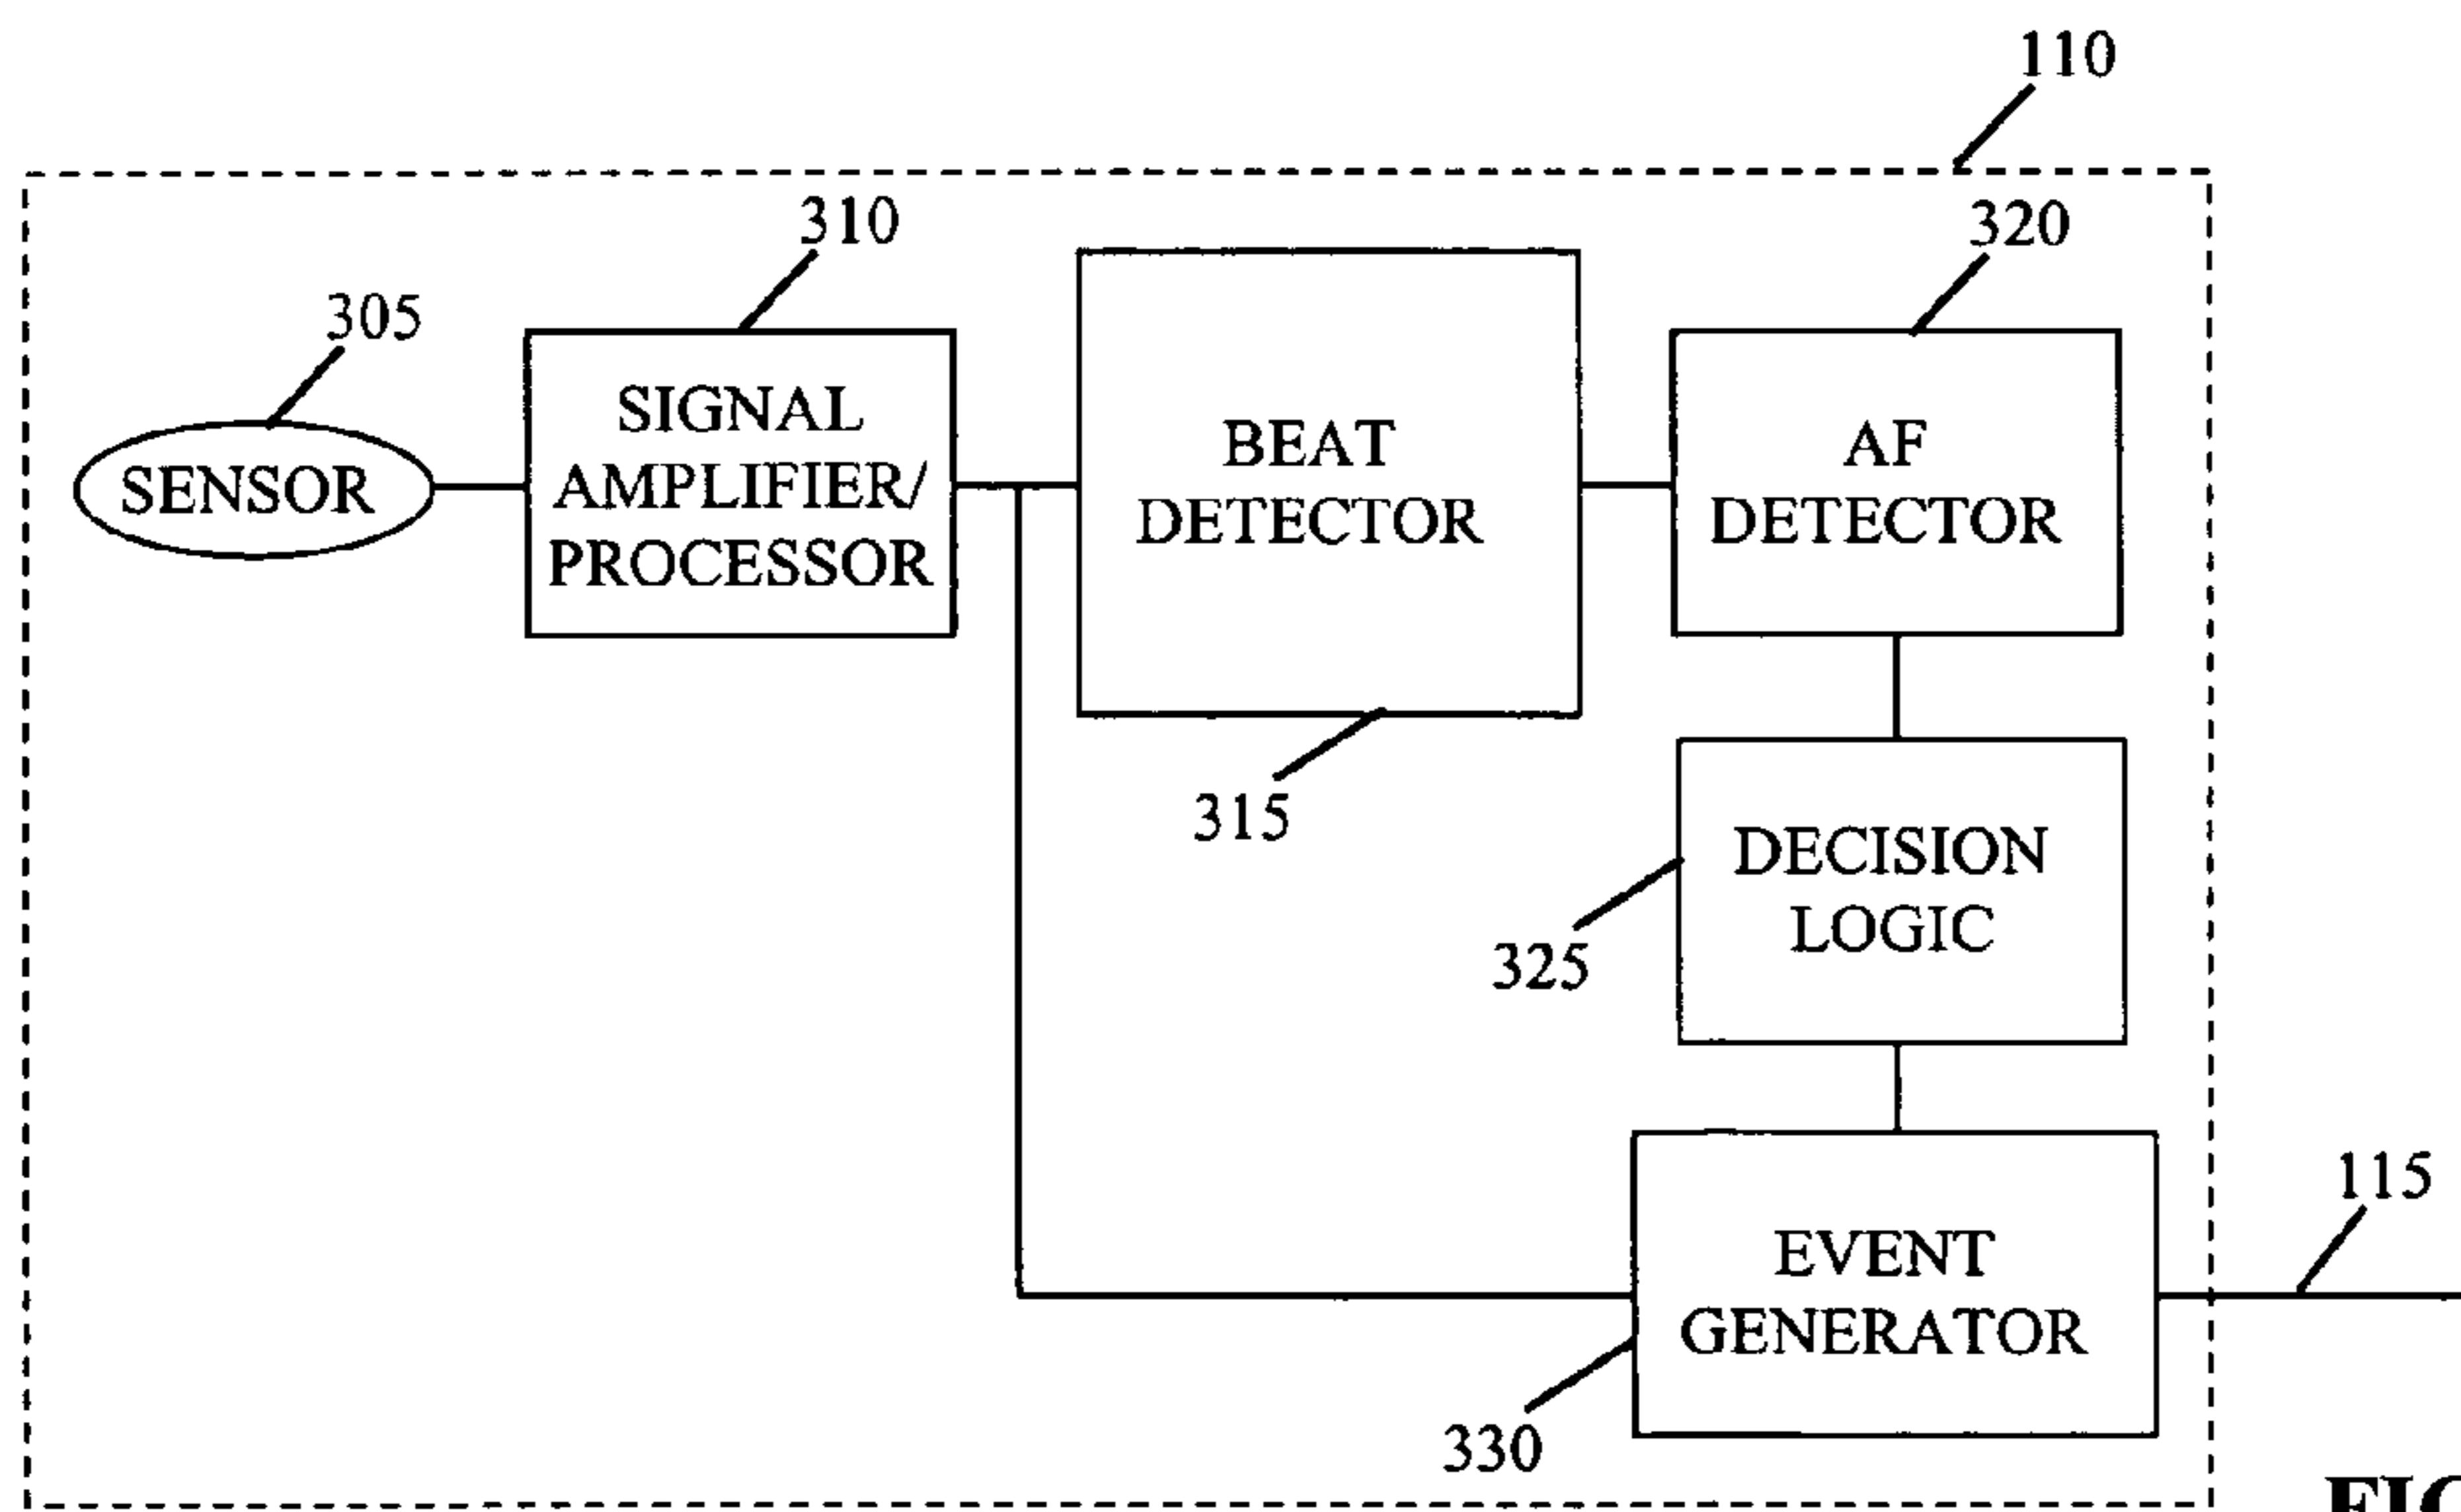 110
310
320
305
SIGNAL
AMPLIFIER/
PROCESSOR
BEAT
DETECTOR
AF
DETECTOR
SENSOR
315
DECISION
LOGIC
325
115
EVENT
GENERATOR
330